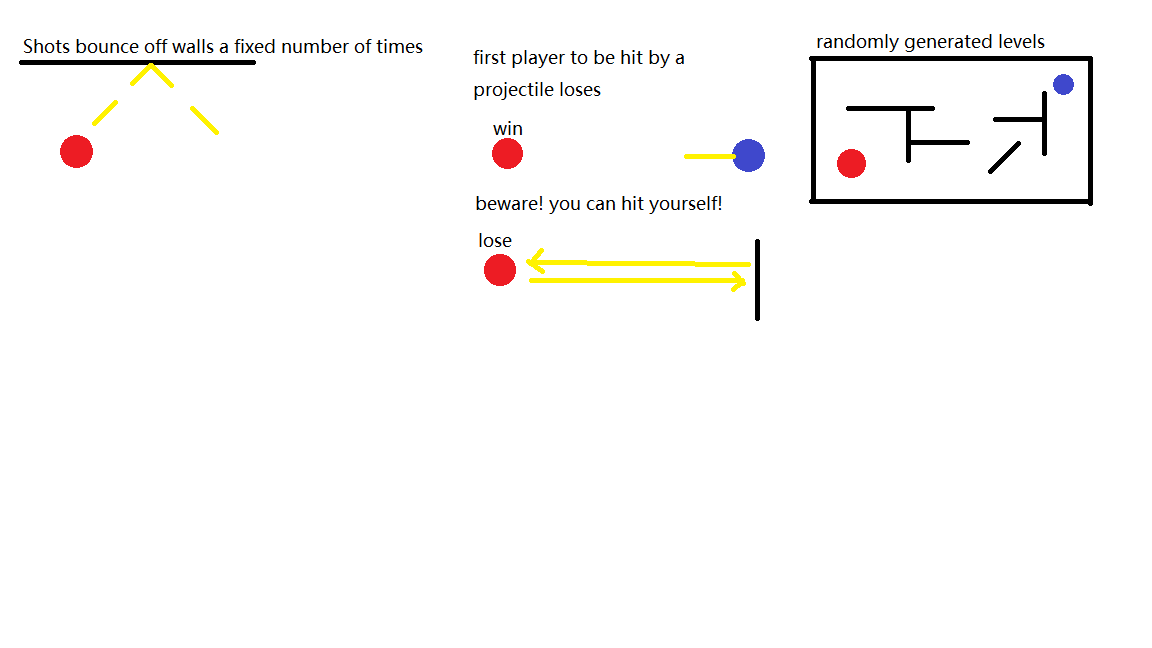 Shots bounce off walls a fixed number of times
first player to be hit by a
projectile loses
win
beware! you can hit yourself!
lose
randomly generated levels